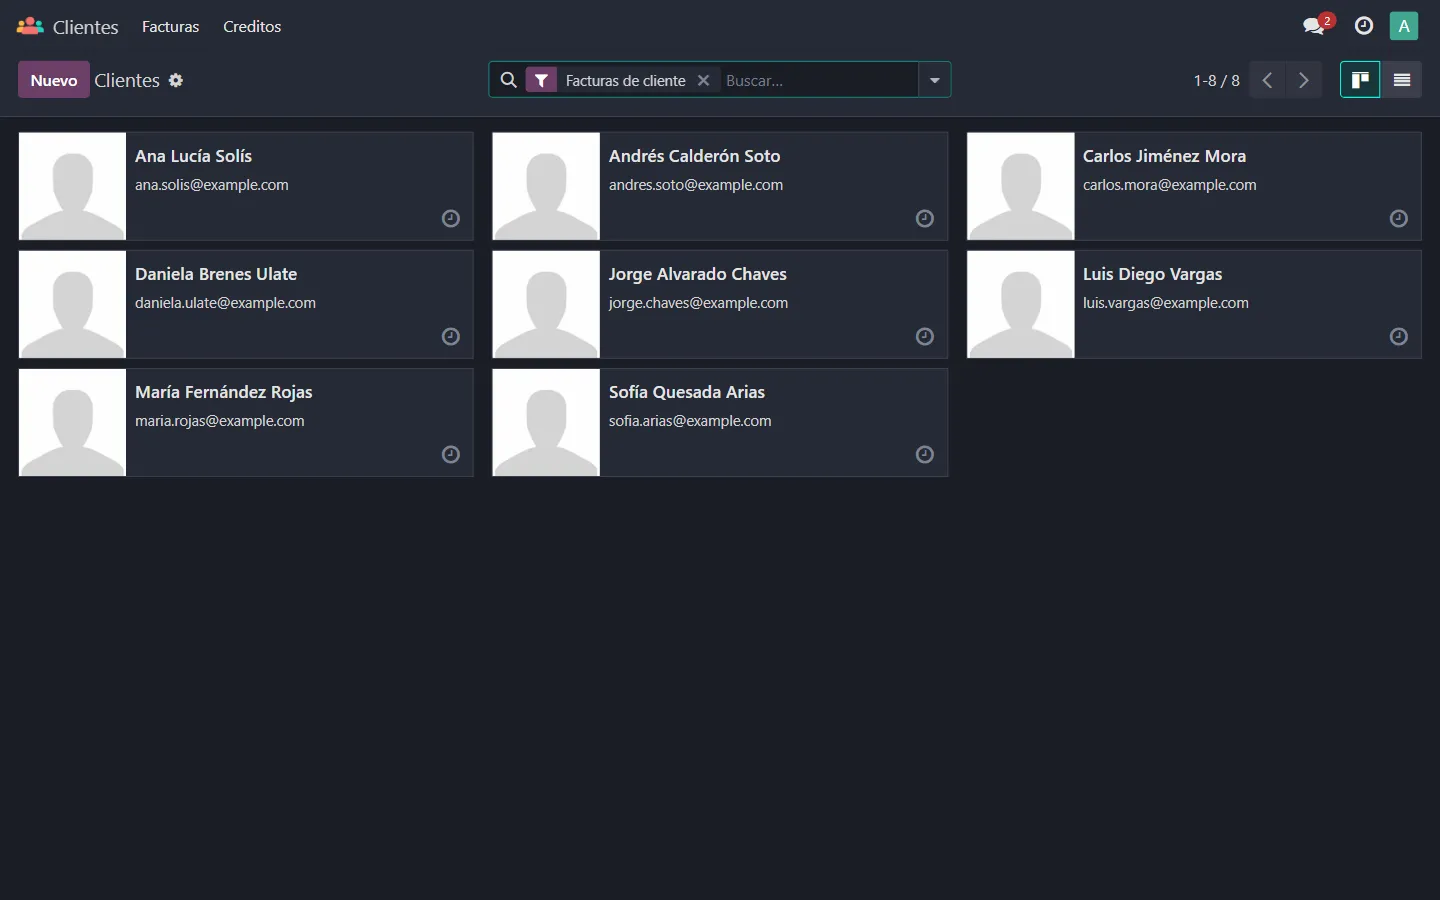 Clientes Facturas Creditos 2 A
Nuevo Clientes Facturas de cliente Buscar... 1-8 / 8
Ana Lucía Solís
ana.solis@example.com
Andrés Calderón Soto
andres.soto@example.com
Carlos Jiménez Mora
carlos.mora@example.com
Daniela Brenes Ulate
daniela.ulate@example.com
Jorge Alvarado Chaves
jorge.chaves@example.com
Luis Diego Vargas
luis.vargas@example.com
María Fernández Rojas
maria.rojas@example.com
Sofía Quesada Arias
sofia.arias@example.com